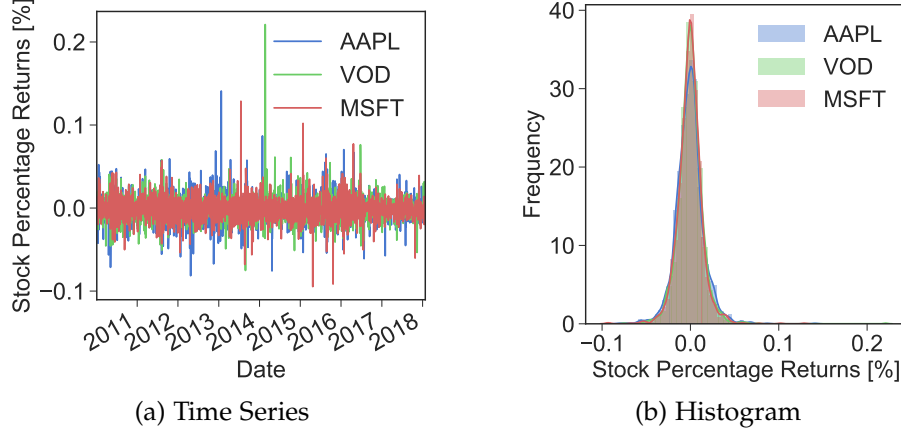 Stock Percentage Returns [%]
0.2
0.1
0.0
−0.1
AAPL
VOD
MSFT
2011
2012
2013
2014
2015
2016
2017
2018
Date
(a) Time Series
Frequency
40
30
20
10
0
AAPL
VOD
MSFT
−0.1
0.0
0.1
0.2
Stock Percentage Returns [%]
(b) Histogram